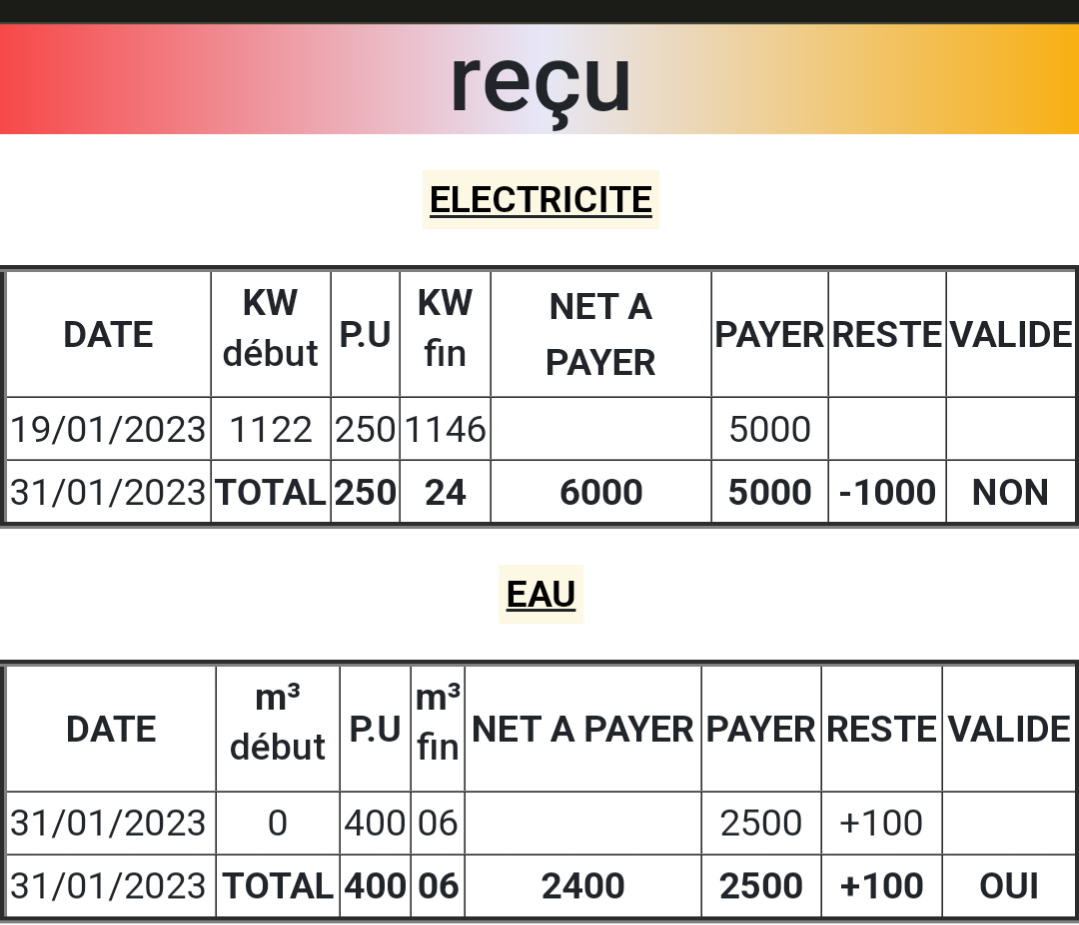 reçu
ELECTRICITE
DATE KW début P.U KW fin NET A PAYER PAYER RESTE VALIDE
19/01/2023 1122 250 1146 5000
31/01/2023 TOTAL 250 24 6000 5000 -1000 NON
EAU
DATE m³ début P.U m³ fin NET A PAYER PAYER RESTE VALIDE
31/01/2023 0 400 06 2500 +100
31/01/2023 TOTAL 400 06 2400 2500 +100 OUI